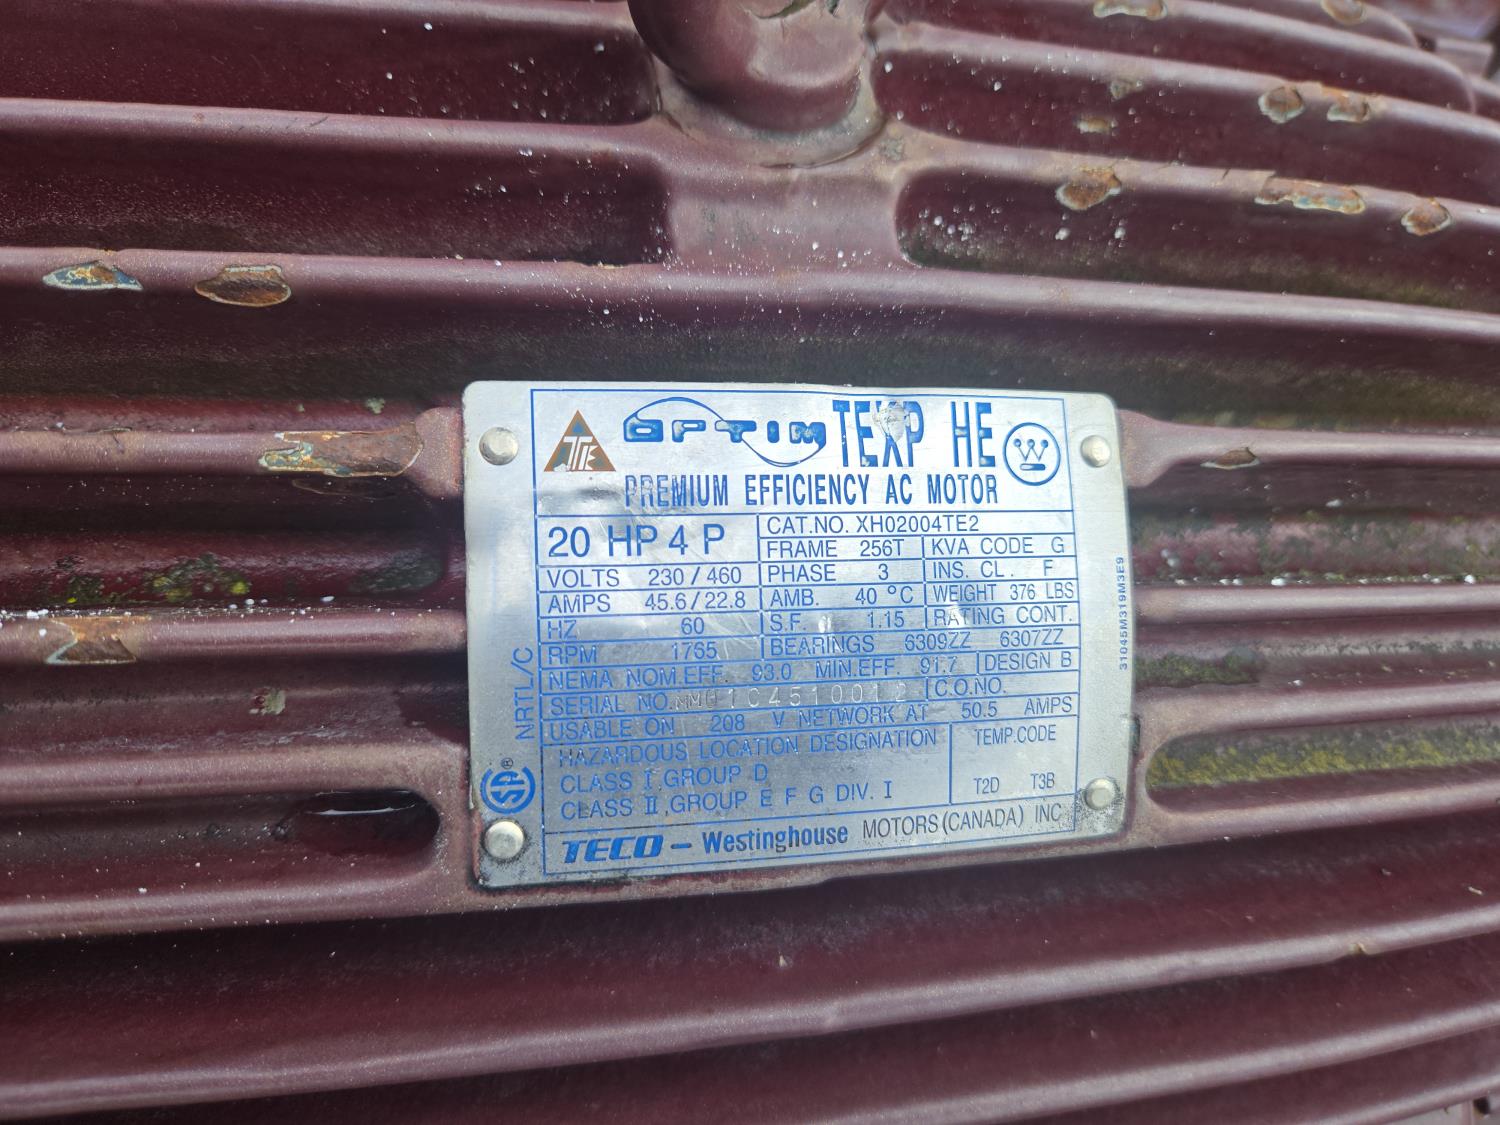 OPTIM TEXP HE
PREMIUM EFFICIENCY AC MOTOR
20 HP 4 P
CAT.NO. XH02004TE2
FRAME 256T KVA CODE G
VOLTS 230/460 PHASE 3 INS. CL. F
AMPS 45.6/22.8 AMB. 40 °C WEIGHT 376 LBS
HZ 60 S.F. 1.15 RATING CONT.
RPM 1765 BEARINGS 6309ZZ 6307ZZ
NEMA NOM.EFF. 93.0 MIN.EFF. 91.7 DESIGN B
SERIAL NO. C.O.NO.
USABLE ON 208 V NETWORK AT 50.5 AMPS
HAZARDOUS LOCATION DESIGNATION TEMP.CODE
CLASS I,GROUP D T2D T3B
CLASS II,GROUP E F G DIV. I
TECO – Westinghouse MOTORS(CANADA) INC
NRTL/C
31045M319M3E9